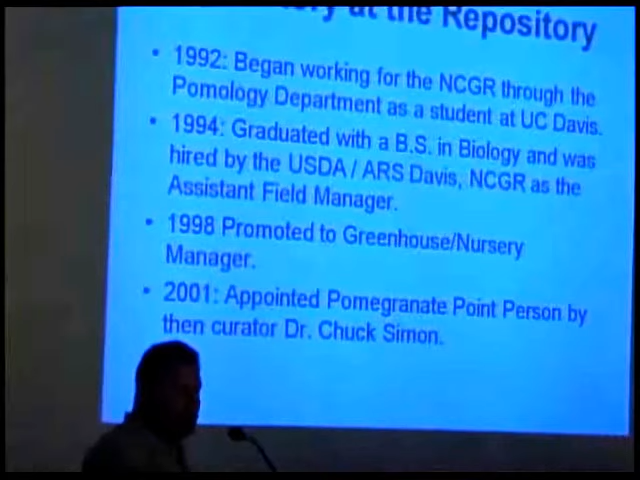 at the Repository
• 1992: Began working for the NCGR through the
Pomology Department as a student at UC Davis.
• 1994: Graduated with a B.S. in Biology and was
hired by the USDA / ARS Davis, NCGR as the
Assistant Field Manager.
• 1998 Promoted to Greenhouse/Nursery
Manager.
• 2001: Appointed Pomegranate Point Person by
then curator Dr. Chuck Simon.